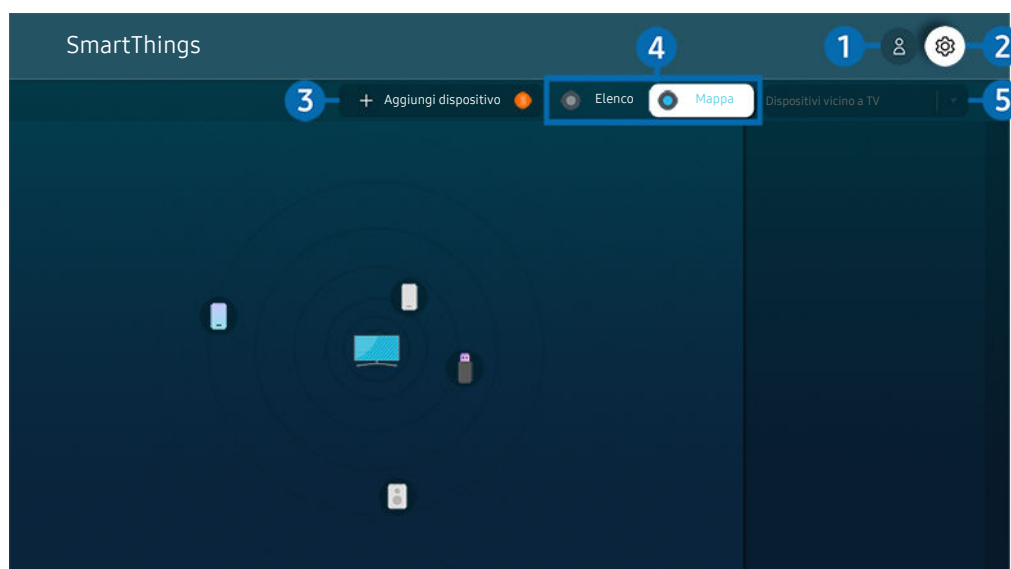 SmartThings
4
1
2
3
Aggiungi dispositivo
Elenco
Mappa
Dispositivi vicino a TV
5